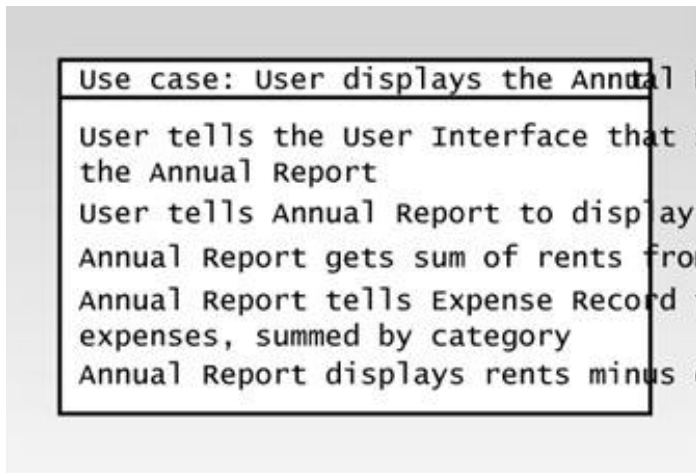 Use case: User displays the Annual
User tells the User Interface that
the Annual Report
User tells Annual Report to display
Annual Report gets sum of rents from
Annual Report tells Expense Record
expenses, summed by category
Annual Report displays rents minus